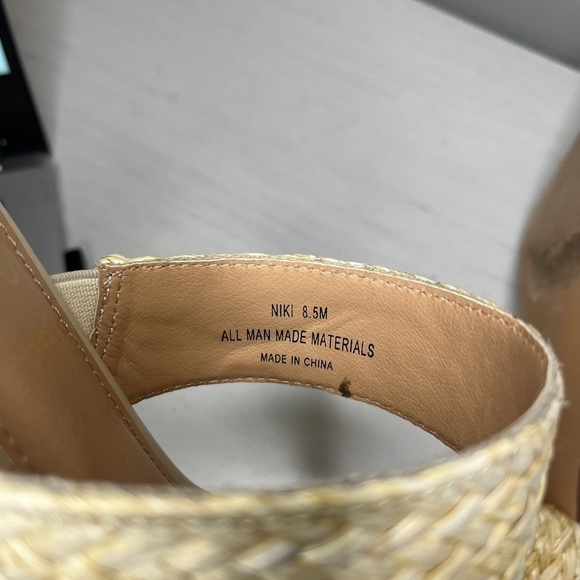 NIKI 8.5M
ALL MAN MADE MATERIALS
MADE IN CHINA